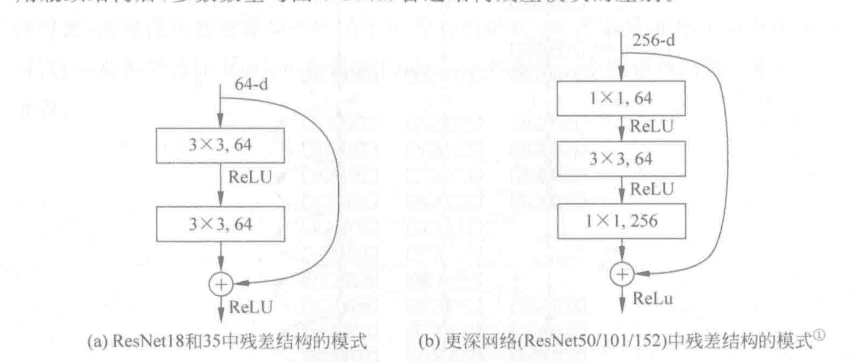 64-d
3×3, 64
ReLU
3×3, 64
ReLU
256-d
1×1, 64
ReLU
3×3, 64
ReLU
1×1, 256
ReLu
(a) ResNet18和35中残差结构的模式
(b) 更深网络(ResNet50/101/152)中残差结构的模式①